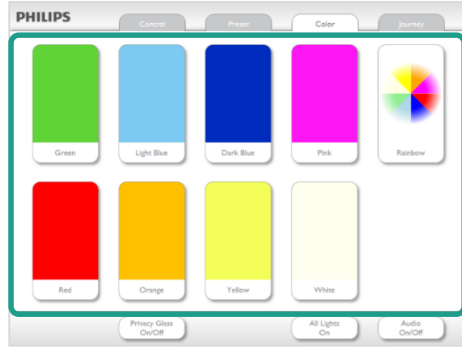 PHILIPS
Control
Preset
Color
Journey
Green
Light Blue
Dark Blue
Pink
Rainbow
Red
Orange
Yellow
White
Privacy Glass
On/Off
All Lights
On
Audio
On/Off